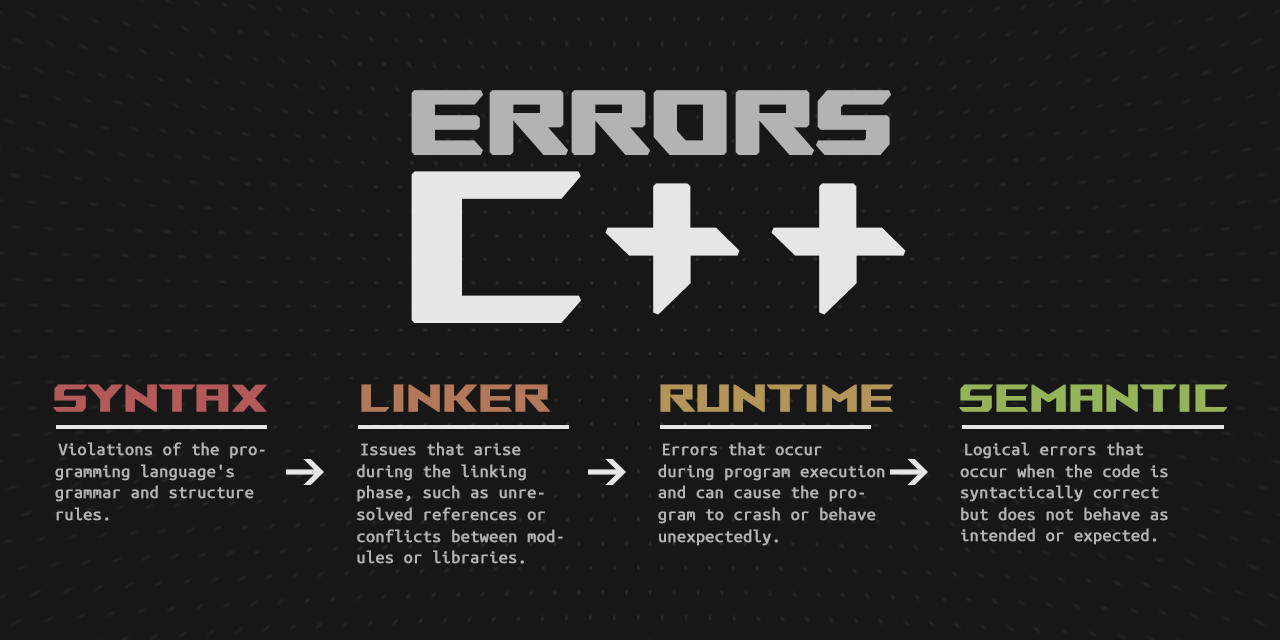 ERRORS
C++
SYNTAX
Violations of the pro-
gramming language's
grammar and structure
rules.
LINKER
Issues that arise
during the linking
phase, such as unre-
solved references or
conflicts between mod-
ules or libraries.
RUNTIME
Errors that occur
during program execution
and can cause the pro-
gram to crash or behave
unexpectedly.
SEMANTIC
Logical errors that
occur when the code is
syntactically correct
but does not behave as
intended or expected.